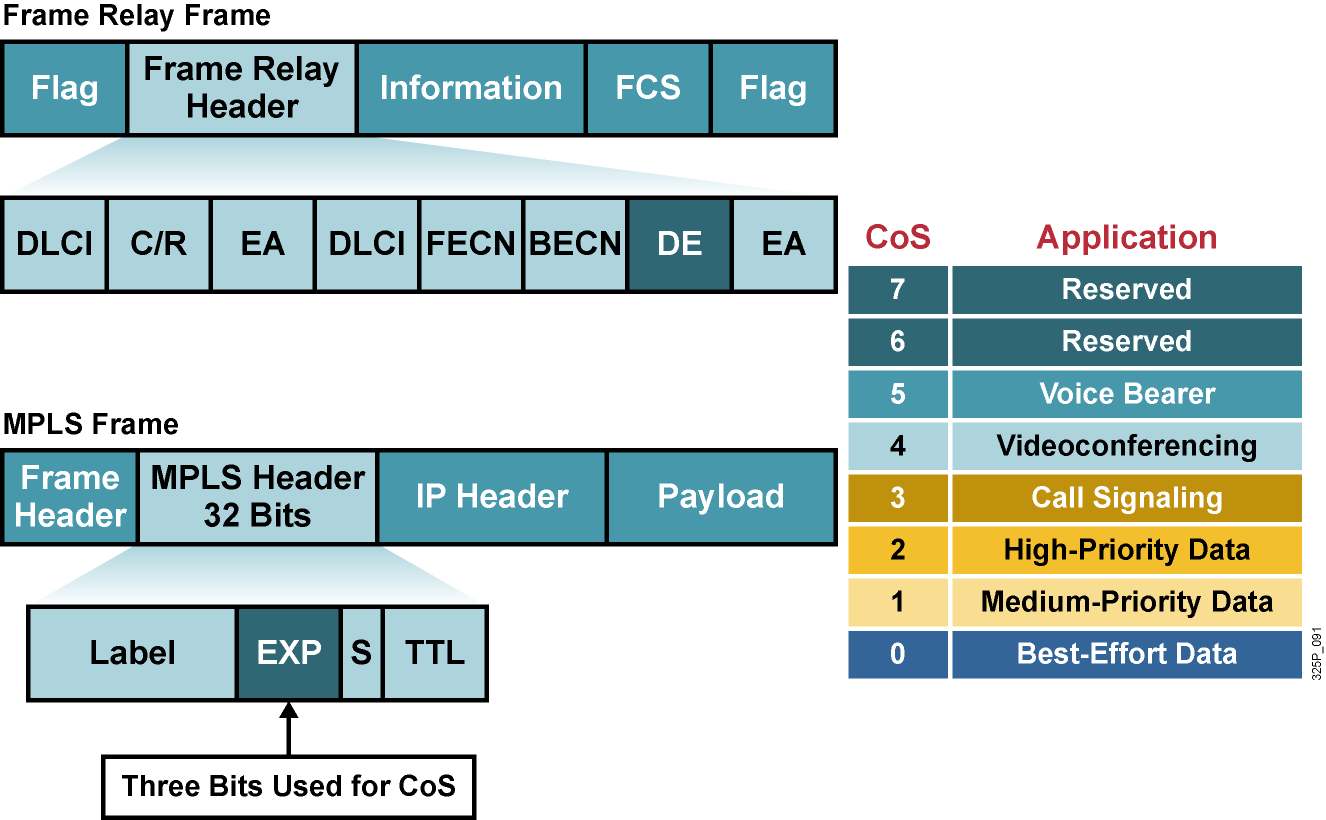 Frame Relay Frame
Flag
Frame Relay
Header
Information
FCS
Flag
DLCI
C/R
EA
DLCI
FECN
BECN
DE
EA
MPLS Frame
Frame
Header
MPLS Header
32 Bits
IP Header
Payload
Label
EXP
S
TTL
Three Bits Used for CoS
CoS Application
7 Reserved
6 Reserved
5 Voice Bearer
4 Videoconferencing
3 Call Signaling
2 High-Priority Data
1 Medium-Priority Data
0 Best-Effort Data
325P_091